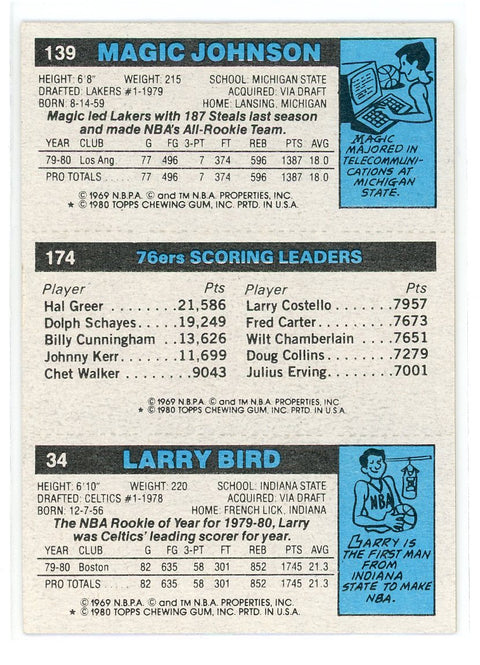 139 MAGIC JOHNSON
HEIGHT: 6'8" WEIGHT: 215 SCHOOL: MICHIGAN STATE
DRAFTED: LAKERS #1-1979 ACQUIRED: VIA DRAFT
BORN: 8-14-59 HOME: LANSING, MICHIGAN
Magic led Lakers with 187 Steals last season
and made NBA's All-Rookie Team.
YEAR CLUB G FG 3-PT FT REB PTS AVG
79-80 Los Ang 77 496 7 374 596 1387 18.0
PRO TOTALS 77 496 7 374 596 1387 18.0
© 1969 N.B.P.A. © and TM N.B.A. PROPERTIES, INC.
★ © 1980 TOPPS CHEWING GUM, INC. PRTD. IN U.S.A.
MAGIC
MAJORED IN
TELECOMMUNI-
CATIONS AT
MICHIGAN
STATE.
174 76ers SCORING LEADERS
Player Pts Player Pts
Hal Greer ........ 21,586 Larry Costello ....... 7957
Dolph Schayes .... 19,249 Fred Carter ........ 7673
Billy Cunningham . 13,626 Wilt Chamberlain .... 7651
Johnny Kerr ...... 11,699 Doug Collins ....... 7279
Chet Walker ....... 9043 Julius Erving ........ 7001
© 1969 N.B.P.A. © and TM N.B.A. PROPERTIES, INC.
★ © 1980 TOPPS CHEWING GUM, INC. PRTD. IN U.S.A.
34 LARRY BIRD
HEIGHT: 6'10" WEIGHT: 220 SCHOOL: INDIANA STATE
DRAFTED: CELTICS #1-1978 ACQUIRED: VIA DRAFT
BORN: 12-7-56 HOME: FRENCH LICK, INDIANA
The NBA Rookie of Year for 1979-80, Larry
was Celtics' leading scorer for year.
YEAR CLUB G FG 3-PT FT REB PTS AVG
79-80 Boston 82 635 58 301 852 1745 21.3
PRO TOTALS 82 635 58 301 852 1745 21.3
© 1969 N.B.P.A. © and TM N.B.A. PROPERTIES, INC.
★ © 1980 TOPPS CHEWING GUM, INC. PRTD. IN U.S.A.
NBA
LARRY IS
THE FIRST MAN
FROM
INDIANA
STATE TO MAKE
NBA.